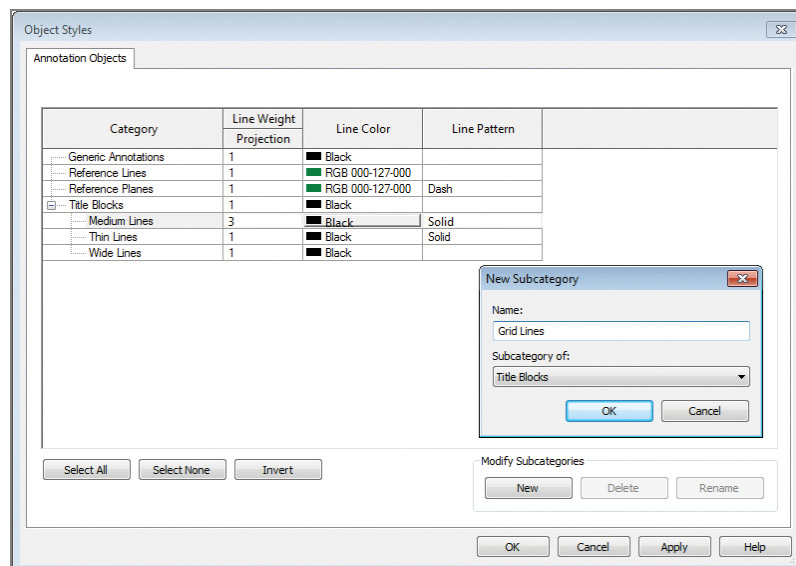 Object Styles
Annotation Objects
Category Line Weight Line Color Line Pattern
Projection
Generic Annotations 1 Black
Reference Lines 1 RGB 000-127-000
Reference Planes 1 RGB 000-127-000 Dash
Title Blocks 1 Black
Medium Lines 3 Black Solid
Thin Lines 1 Black Solid
Wide Lines 1 Black
New Subcategory
Name:
Grid Lines
Subcategory of:
Title Blocks
OK Cancel
Select All Select None Invert
Modify Subcategories
New Delete Rename
OK Cancel Apply Help